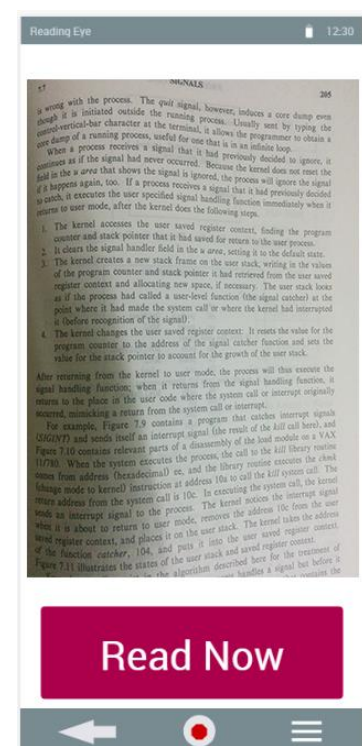 Reading Eye 12:30
7.7 SIGNALS 205
is wrong with the process. The quit signal, however, induces a core dump even
though it is initiated outside the running process. Usually sent by typing the
control-vertical-bar character at the terminal, it allows the programmer to obtain a
core dump of a running process, useful for one that is in an infinite loop.
When a process receives a signal that it had previously decided to ignore, it
continues as if the signal had never occurred. Because the kernel does not reset the
field in the u area that shows the signal is ignored, the process will ignore the signal
if it happens again, too. If a process receives a signal that it had previously decided
to catch, it executes the user specified signal handling function immediately when it
returns to user mode, after the kernel does the following steps.
1. The kernel accesses the user saved register context, finding the program
counter and stack pointer that it had saved for return to the user process.
2. It clears the signal handler field in the u area, setting it to the default state.
3. The kernel creates a new stack frame on the user stack, writing in the values
of the program counter and stack pointer it had retrieved from the user saved
register context and allocating new space, if necessary. The user stack looks
as if the process had called a user-level function (the signal catcher) at the
point where it had made the system call or where the kernel had interrupted
it (before recognition of the signal).
4. The kernel changes the user saved register context: It resets the value for the
program counter to the address of the signal catcher function and sets the
value for the stack pointer to account for the growth of the user stack.
After returning from the kernel to user mode, the process will thus execute the
signal handling function; when it returns from the signal handling function, it
returns to the place in the user code where the system call or interrupt originally
occurred, mimicking a return from the system call or interrupt.
For example, Figure 7.9 contains a program that catches interrupt signals
(SIGINT) and sends itself an interrupt signal (the result of the kill call here), and
Figure 7.10 contains relevant parts of a disassembly of the load module on a VAX
11/780. When the system executes the process, the call to the kill library routine
comes from address (hexadecimal) ee, and the library routine executes the chmk
(change mode to kernel) instruction at address 10a to call the kill system call. The
return address from the system call is 10c. In executing the system call, the kernel
sends an interrupt signal to the process. The kernel notices the interrupt signal
when it is about to return to user mode, removes the address 10c from the user
saved register context, and places it on the user stack. The kernel takes the address
of the function catcher, 104, and puts it into the user saved register context.
Figure 7.11 illustrates the states of the user stack and saved register context.
in the algorithm described here for the treatment of
handles a signal but before it
contains the
Read Now